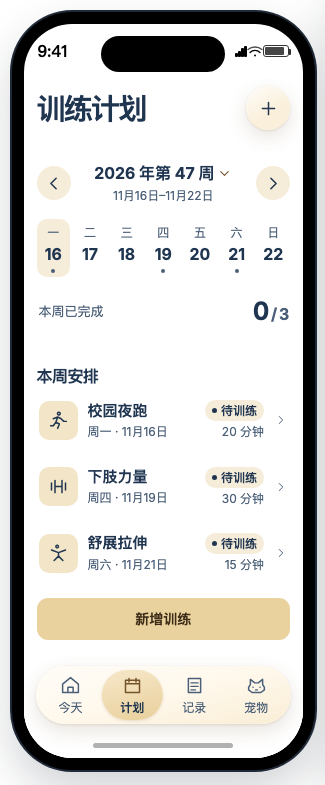 9:41
训练计划
2026 年第 47 周
11月16日–11月22日
一 二 三 四 五 六 日
16 17 18 19 20 21 22
本周已完成 0/3
本周安排
校园夜跑 待训练
周一 · 11月16日 20 分钟
下肢力量 待训练
周四 · 11月19日 30 分钟
舒展拉伸 待训练
周六 · 11月21日 15 分钟
新增训练
今天 计划 记录 宠物